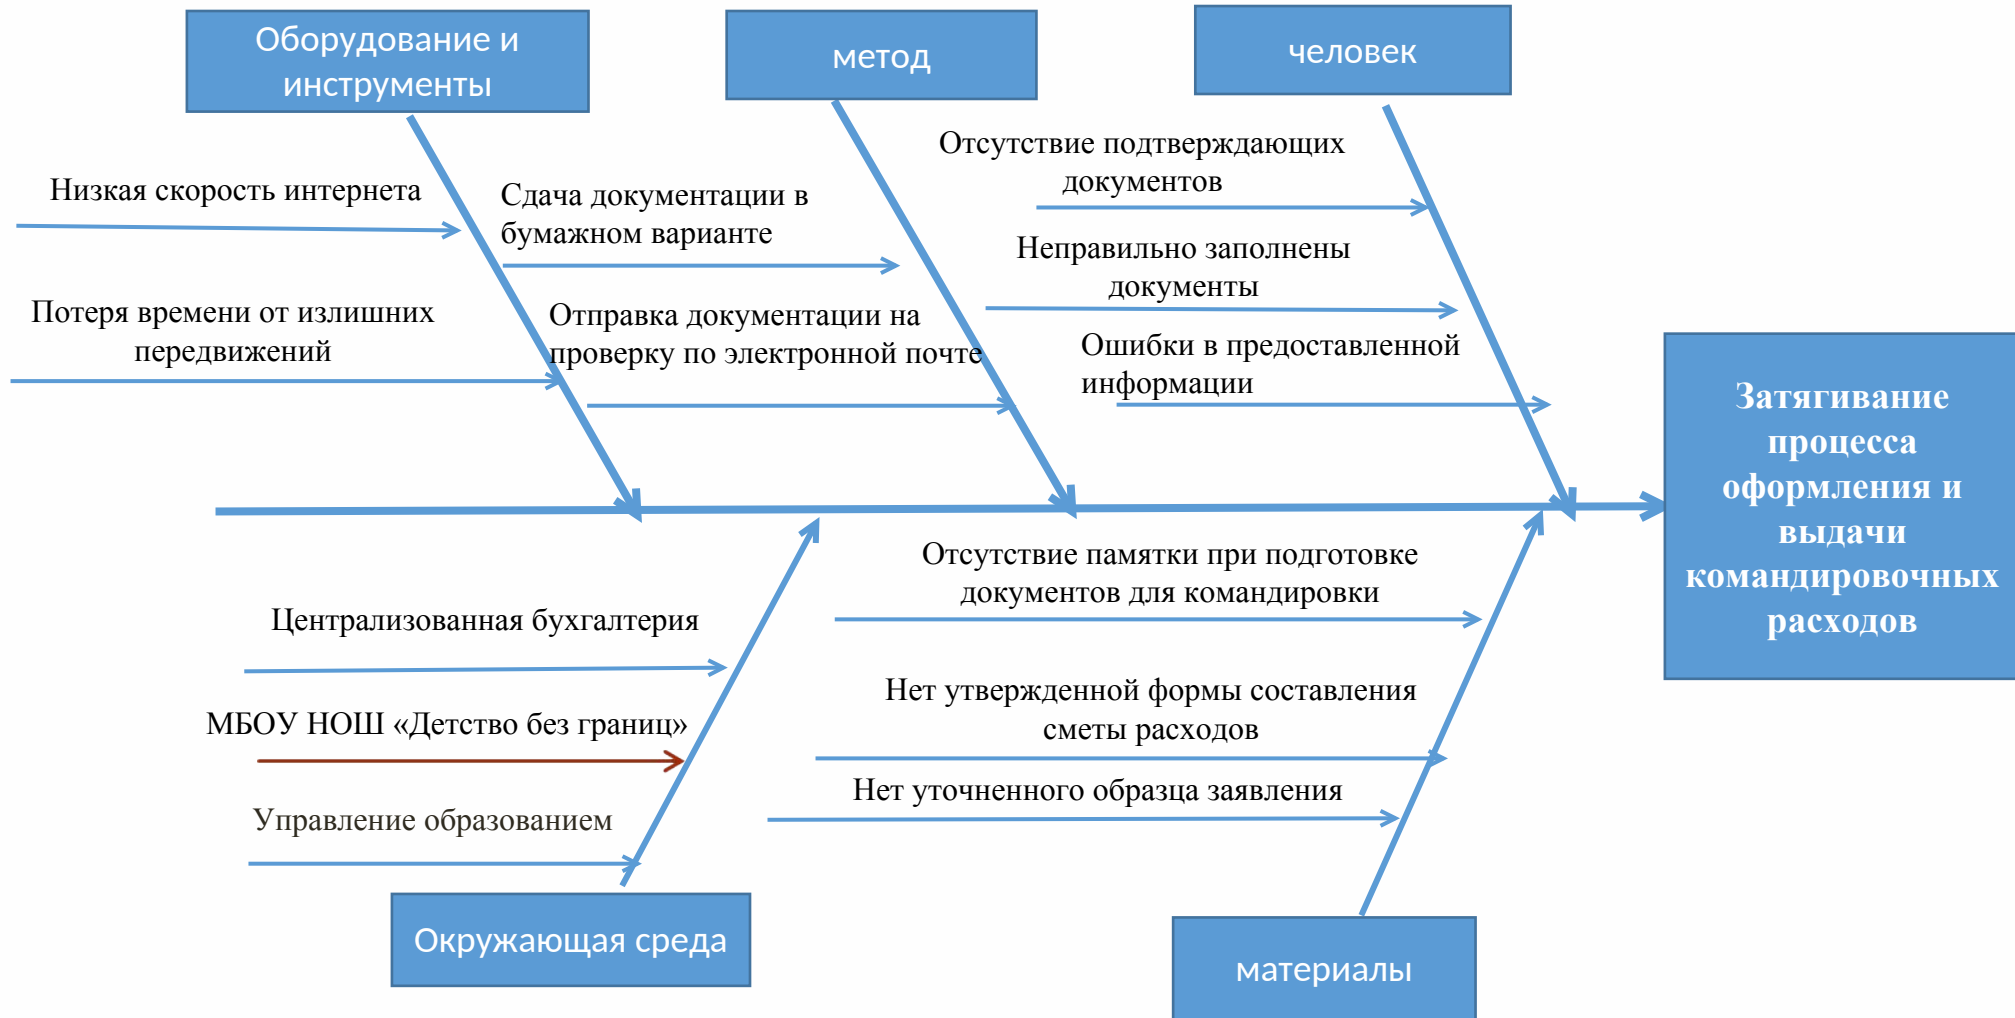 Оборудование и
инструменты
метод
человек
Низкая скорость интернета
Потеря времени от излишних
передвижений
Сдача документации в
бумажном варианте
Отправка документации на
проверку по электронной почте
Отсутствие подтверждающих
документов
Неправильно заполнены
документы
Ошибки в предоставленной
информации
Затягивание
процесса
оформления и
выдачи
командировочных
расходов
Централизованная бухгалтерия
МБОУ НОШ «Детство без границ»
Управление образованием
Окружающая среда
Отсутствие памятки при подготовке
документов для командировки
Нет утвержденной формы составления
сметы расходов
Нет уточненного образца заявления
материалы